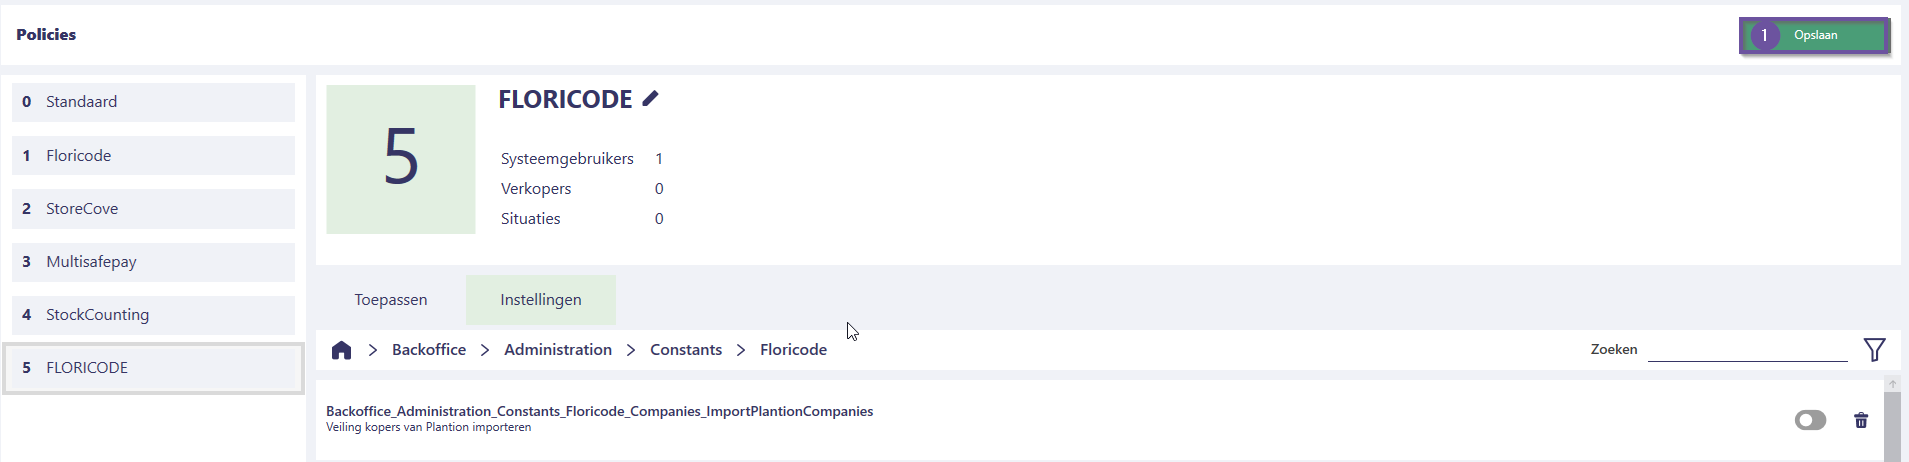 Policies
1 Opslaan
0 Standaard
1 Floricode
2 StoreCove
3 Multisafepay
4 StockCounting
5 FLORICODE
5
FLORICODE
Systeemgebruikers 1
Verkopers 0
Situaties 0
Toepassen Instellingen
Backoffice > Administration > Constants > Floricode Zoeken
Backoffice_Administration_Constants_Floricode_Companies_ImportPlantionCompanies
Veiling kopers van Plantion importeren